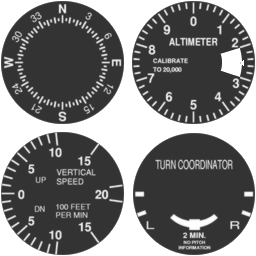 N 3 6 E 12 15 S 21 24 W 30 33
0 1 2 3 4 5 6 7 8 9
ALTIMETER
CALIBRATE
TO 20,000
0 5 10 15 20 15 10 5
UP
VERTICAL
SPEED
DN
100 FEET
PER MIN
TURN COORDINATOR
L R
2 MIN.
NO PITCH
INFORMATION